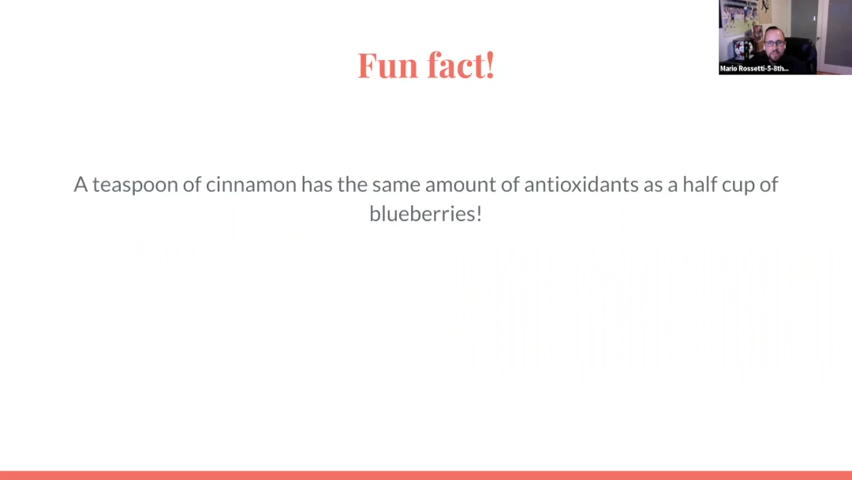 Fun fact!
Mario Rossetti-5-8th...
A teaspoon of cinnamon has the same amount of antioxidants as a half cup of
blueberries!